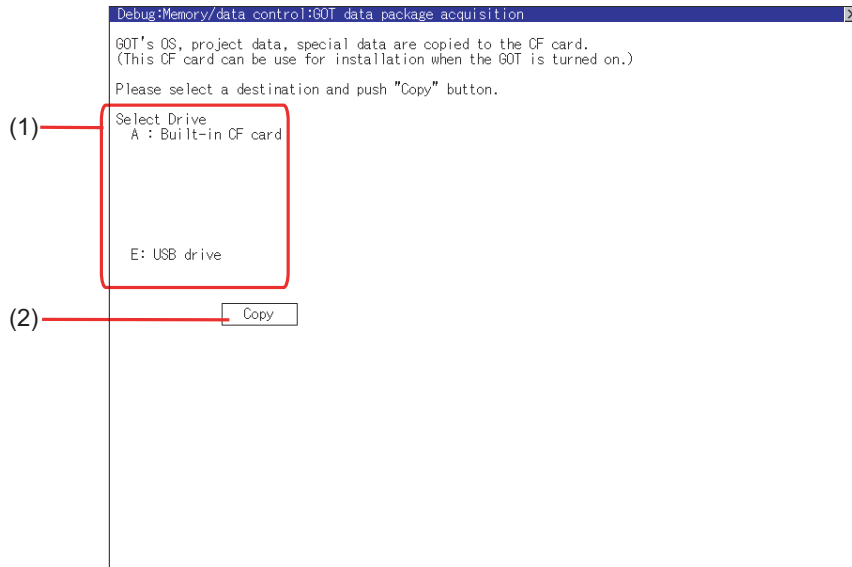 Debug:Memory/data control:GOT data package acquisition
GOT's OS, project data, special data are copied to the CF card.
(This CF card can be use for installation when the GOT is turned on.)
Please select a destination and push "Copy" button.
(1)
Select Drive
A : Built-in CF card
E: USB drive
(2)
Copy